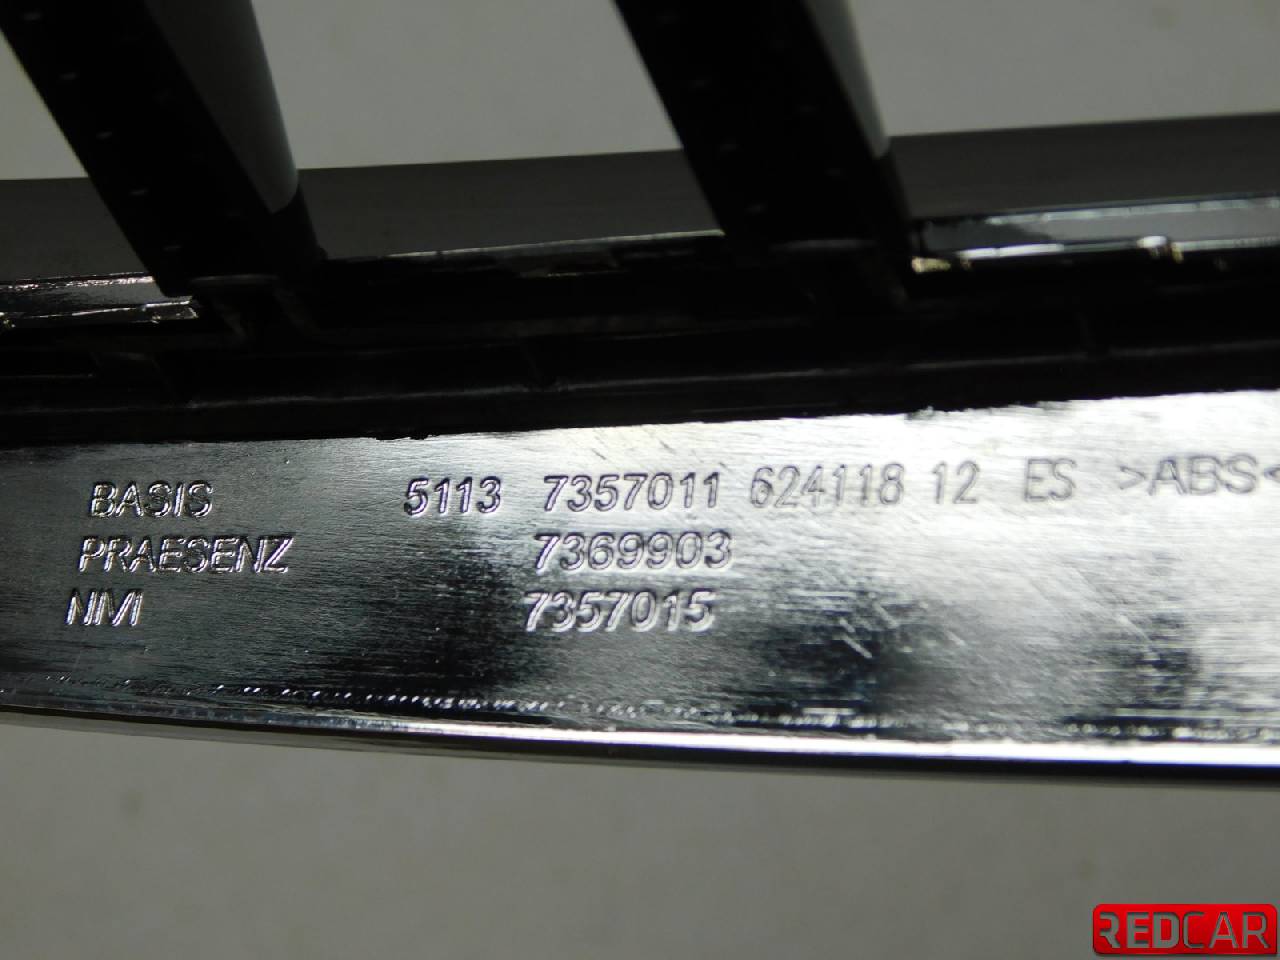 BASIS 5113 7357011 624118 12 ES >ABS<
PRAESENZ 7369903
NIVI 7357015
REDCAR